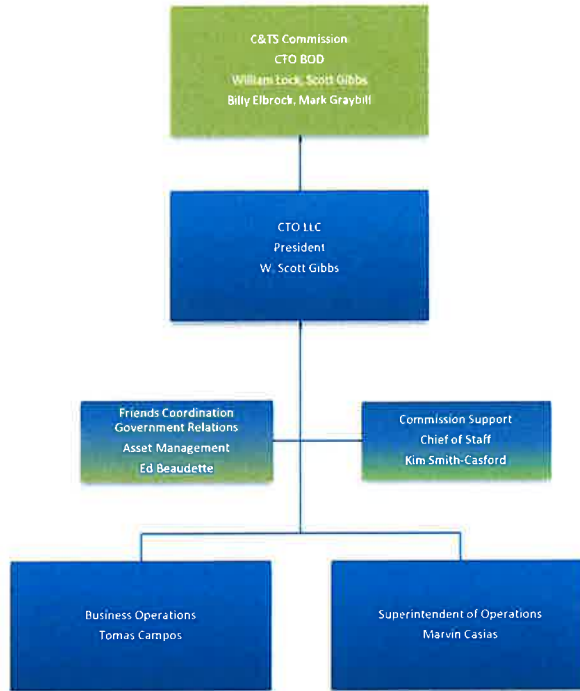 C&TS Commission
CTO BOD
William Lock, Scott Gibbs
Billy Elbrock, Mark Graybill
CTO LLC
President
W. Scott Gibbs
Friends Coordination
Government Relations
Asset Management
Ed Beaudette
Commission Support
Chief of Staff
Kim Smith-Casford
Business Operations
Tomas Campos
Superintendent of Operations
Marvin Casias